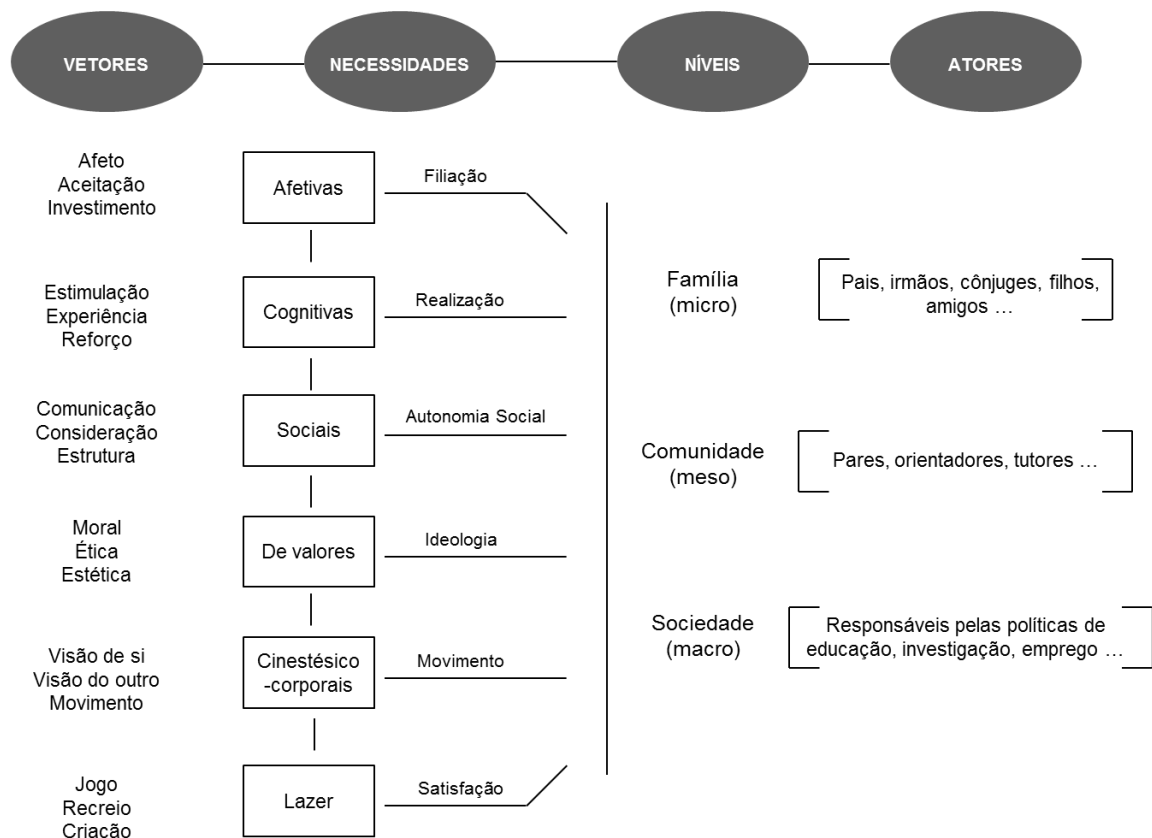 VETORES
NECESSIDADES
NÍVEIS
ATORES
Afeto
Aceitação
Investimento
Afetivas
Filiação
Estimulação
Experiência
Reforço
Cognitivas
Realização
Comunicação
Consideração
Estrutura
Sociais
Autonomia Social
Moral
Ética
Estética
De valores
Ideologia
Visão de si
Visão do outro
Movimento
Cinestésico
-corporais
Movimento
Jogo
Recreio
Criação
Lazer
Satisfação
Família
(micro)
Pais, irmãos, cônjuges, filhos,
amigos ...
Comunidade
(meso)
Pares, orientadores, tutores ...
Sociedade
(macro)
Responsáveis pelas políticas de
educação, investigação, emprego ...